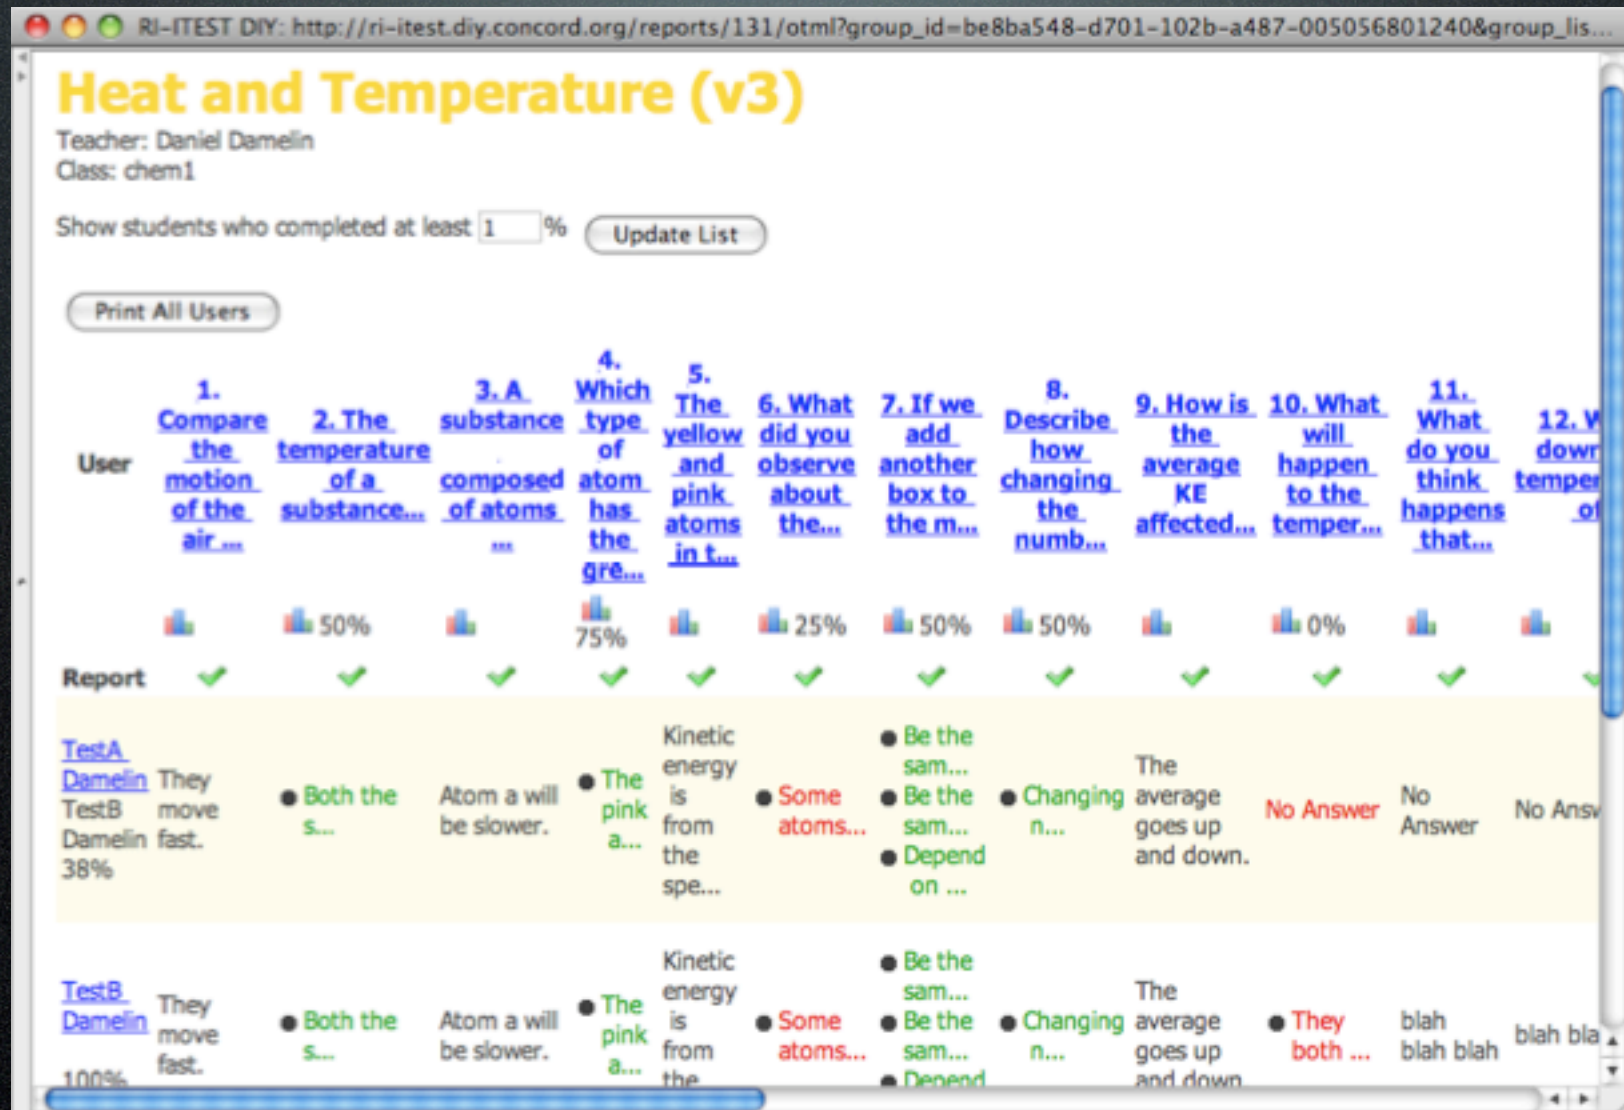 RI-ITEST DIY: http://ri-itest.diy.concord.org/reports/131/otml?group_id=be8ba548-d701-102b-a487-005056801240&group_lis...
Heat and Temperature (v3)
Teacher: Daniel Damelin
Class: chem1
Show students who completed at least 1 % Update List
Print All Users
User
1.
Compare
the
motion
of the
air ...
2. The
temperature
of a
substance...
3. A
substance
composed
of atoms
...
4.
Which
type
of
atom
has
the
gre...
5.
The
yellow
and
pink
atoms
in t...
6. What
did you
observe
about
the...
7. If we
add
another
box to
the m...
8.
Describe
how
changing
the
numb...
9. How is
the
average
KE
affected...
10. What
will
happen
to the
temper...
11.
What
do you
think
happens
that...
12. W
down
temper
of
50%
75%
25%
50%
50%
0%
Report
TestA
Damelin
TestB
Damelin
38%
They
move
fast.
Both the
s...
Atom a will
be slower.
The
pink
a...
Kinetic
energy
is
from
the
spe...
Some
atoms...
Be the
sam...
Be the
sam...
Depend
on ...
Changing
n...
The
average
goes up
and down.
No Answer
No
Answer
No Answ
TestB
Damelin
100%
They
move
fast.
Both the
s...
Atom a will
be slower.
The
pink
a...
Kinetic
energy
is
from
the
Some
atoms...
Be the
sam...
Be the
sam...
Depend
Changing
n...
The
average
goes up
and down
They
both ...
blah
blah blah
blah bla